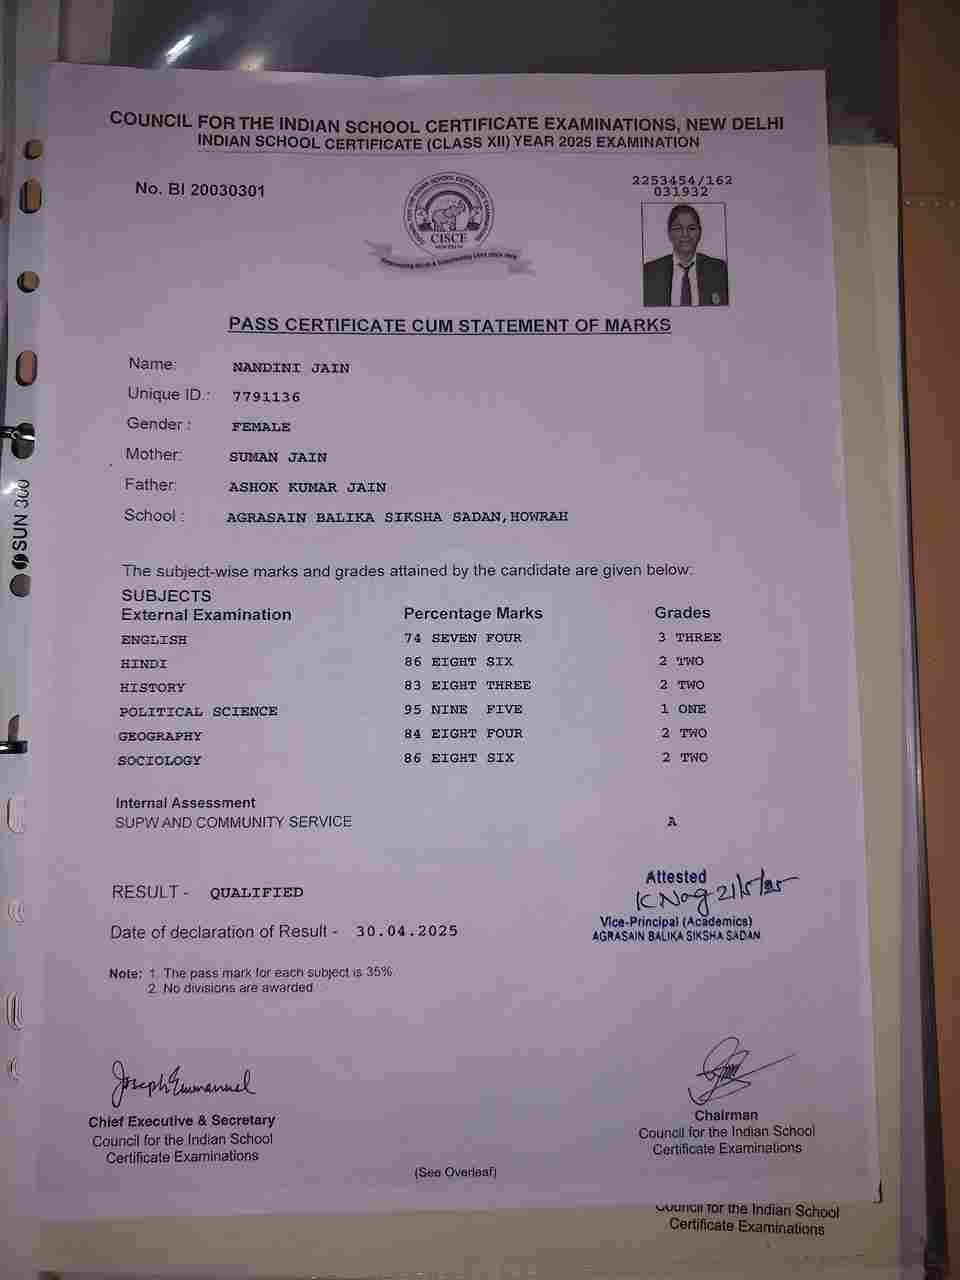 COUNCIL FOR THE INDIAN SCHOOL CERTIFICATE EXAMINATIONS, NEW DELHI
INDIAN SCHOOL CERTIFICATE (CLASS XII) YEAR 2025 EXAMINATION
No. BI 20030301
2253454/162
031932
CISCE
NEW DELHI
PASS CERTIFICATE CUM STATEMENT OF MARKS
Name: NANDINI JAIN
Unique ID.: 7791136
Gender : FEMALE
Mother: SUMAN JAIN
Father: ASHOK KUMAR JAIN
School : AGRASAIN BALIKA SIKSHA SADAN,HOWRAH
The subject-wise marks and grades attained by the candidate are given below:
SUBJECTS
External Examination Percentage Marks Grades
ENGLISH 74 SEVEN FOUR 3 THREE
HINDI 86 EIGHT SIX 2 TWO
HISTORY 83 EIGHT THREE 2 TWO
POLITICAL SCIENCE 95 NINE FIVE 1 ONE
GEOGRAPHY 84 EIGHT FOUR 2 TWO
SOCIOLOGY 86 EIGHT SIX 2 TWO
Internal Assessment
SUPW AND COMMUNITY SERVICE A
RESULT - QUALIFIED
Attested
K Nag 21/5/25
Vice-Principal (Academics)
AGRASAIN BALIKA SIKSHA SADAN
Date of declaration of Result - 30.04.2025
Note: 1. The pass mark for each subject is 35%
2. No divisions are awarded
Joseph Emmanuel
Chief Executive & Secretary
Council for the Indian School
Certificate Examinations
Chairman
Council for the Indian School
Certificate Examinations
(See Overleaf)
Council for the Indian School
Certificate Examinations
SUN 300